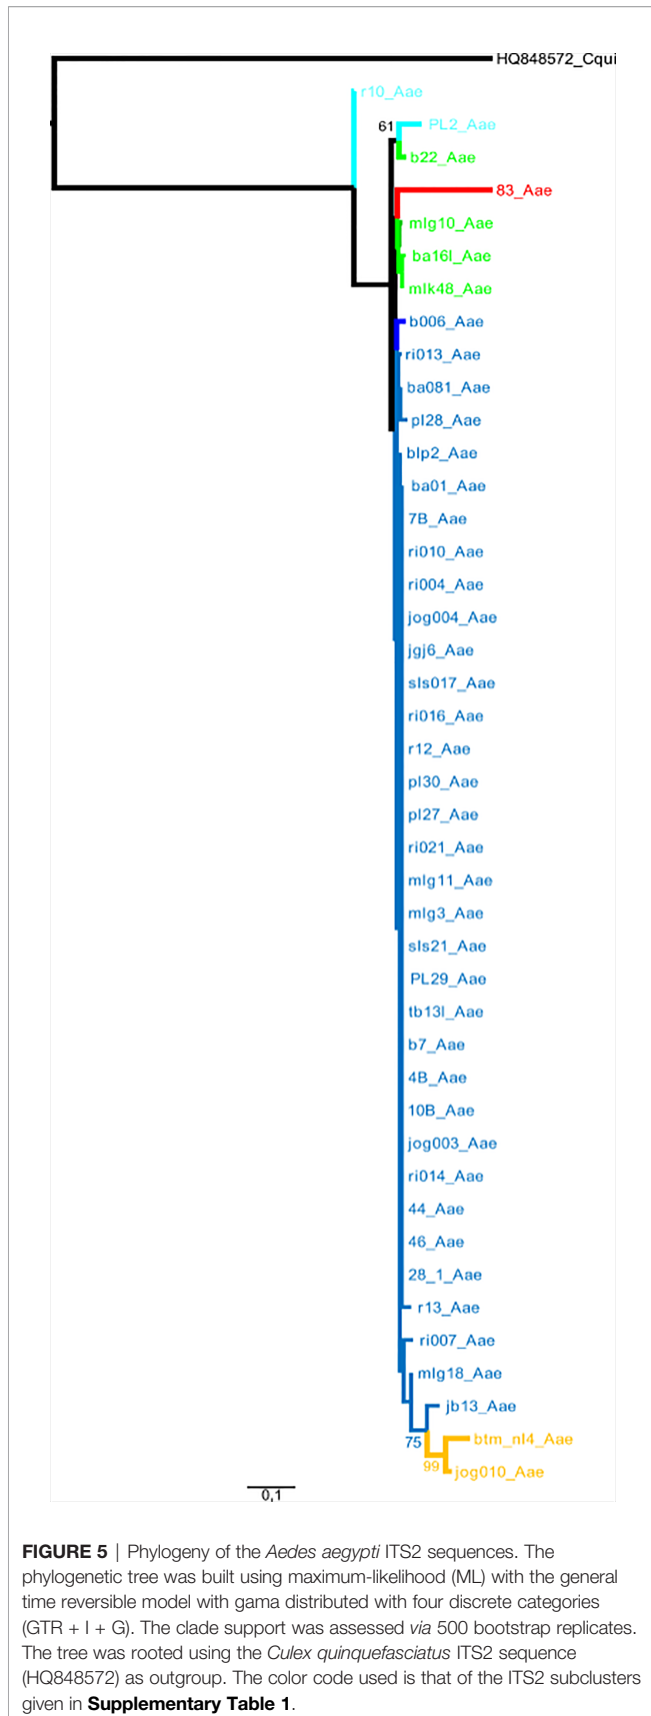 HQ848572_Cqui
r10_Aae
61
PL2_Aae
b22_Aae
83_Aae
mlg10_Aae
ba16l_Aae
mlk48_Aae
b006_Aae
ri013_Aae
ba081_Aae
pl28_Aae
blp2_Aae
ba01_Aae
7B_Aae
ri010_Aae
ri004_Aae
jog004_Aae
jgj6_Aae
sls017_Aae
ri016_Aae
r12_Aae
pl30_Aae
pl27_Aae
ri021_Aae
mlg11_Aae
mlg3_Aae
sls21_Aae
PL29_Aae
tb13l_Aae
b7_Aae
4B_Aae
10B_Aae
jog003_Aae
ri014_Aae
44_Aae
46_Aae
28_1_Aae
r13_Aae
ri007_Aae
mlg18_Aae
jb13_Aae
75
btm_nl4_Aae
99
jog010_Aae
0,1
FIGURE 5 | Phylogeny of the Aedes aegypti ITS2 sequences. The
phylogenetic tree was built using maximum-likelihood (ML) with the general
time reversible model with gama distributed with four discrete categories
(GTR + I + G). The clade support was assessed via 500 bootstrap replicates.
The tree was rooted using the Culex quinquefasciatus ITS2 sequence
(HQ848572) as outgroup. The color code used is that of the ITS2 subclusters
given in Supplementary Table 1.